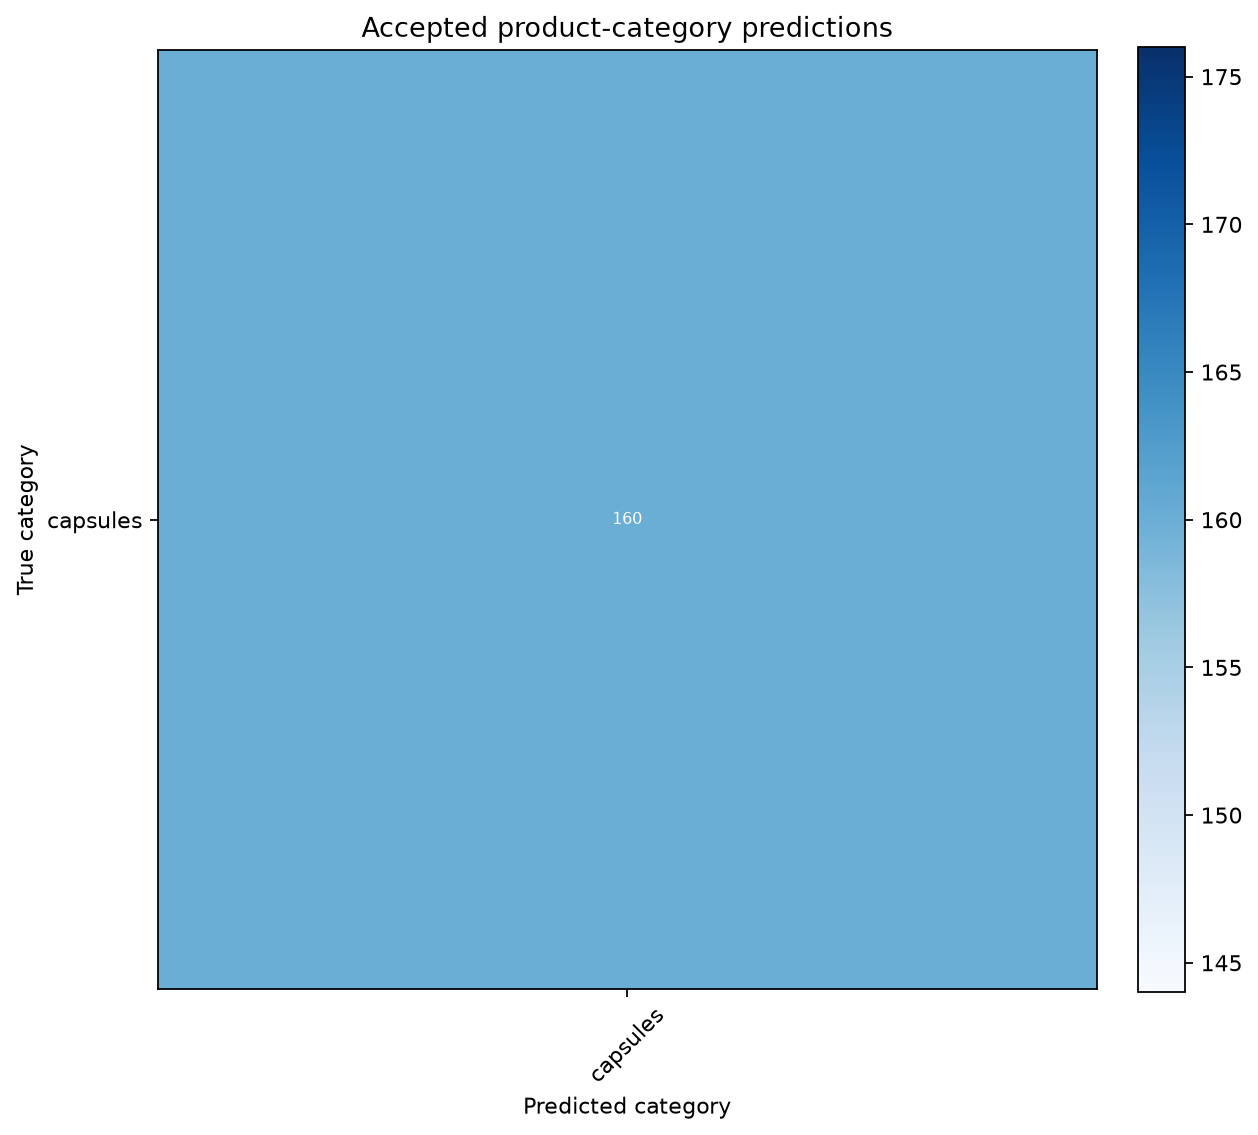 Accepted product-category predictions
175
170
165
160
155
150
145
True category
capsules
160
capsules
Predicted category